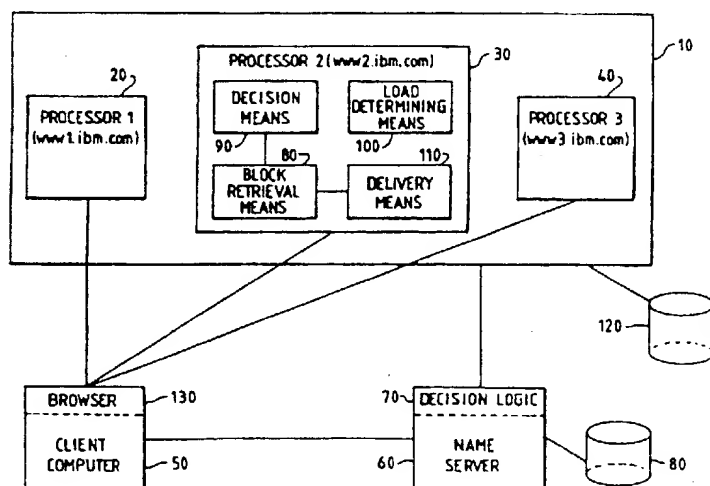 10
30
PROCESSOR 2 (www2.ibm.com)
20
PROCESSOR 1
(www1.ibm.com)
DECISION
MEANS
LOAD
DETERMINING
MEANS
90
80
100
110
BLOCK
RETRIEVAL
MEANS
DELIVERY
MEANS
40
PROCESSOR 3
(www3.ibm.com)
120
BROWSER
130
CLIENT
COMPUTER
50
70
DECISION LOGIC
NAME
SERVER
60
80